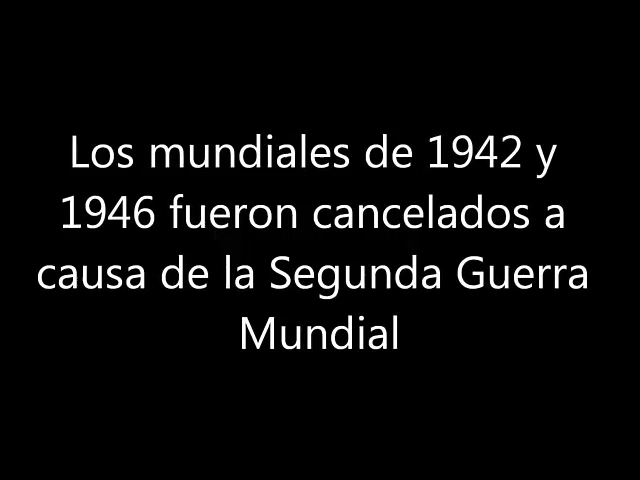 Los mundiales de 1942 y
1946 fueron cancelados a
causa de la Segunda Guerra
Mundial